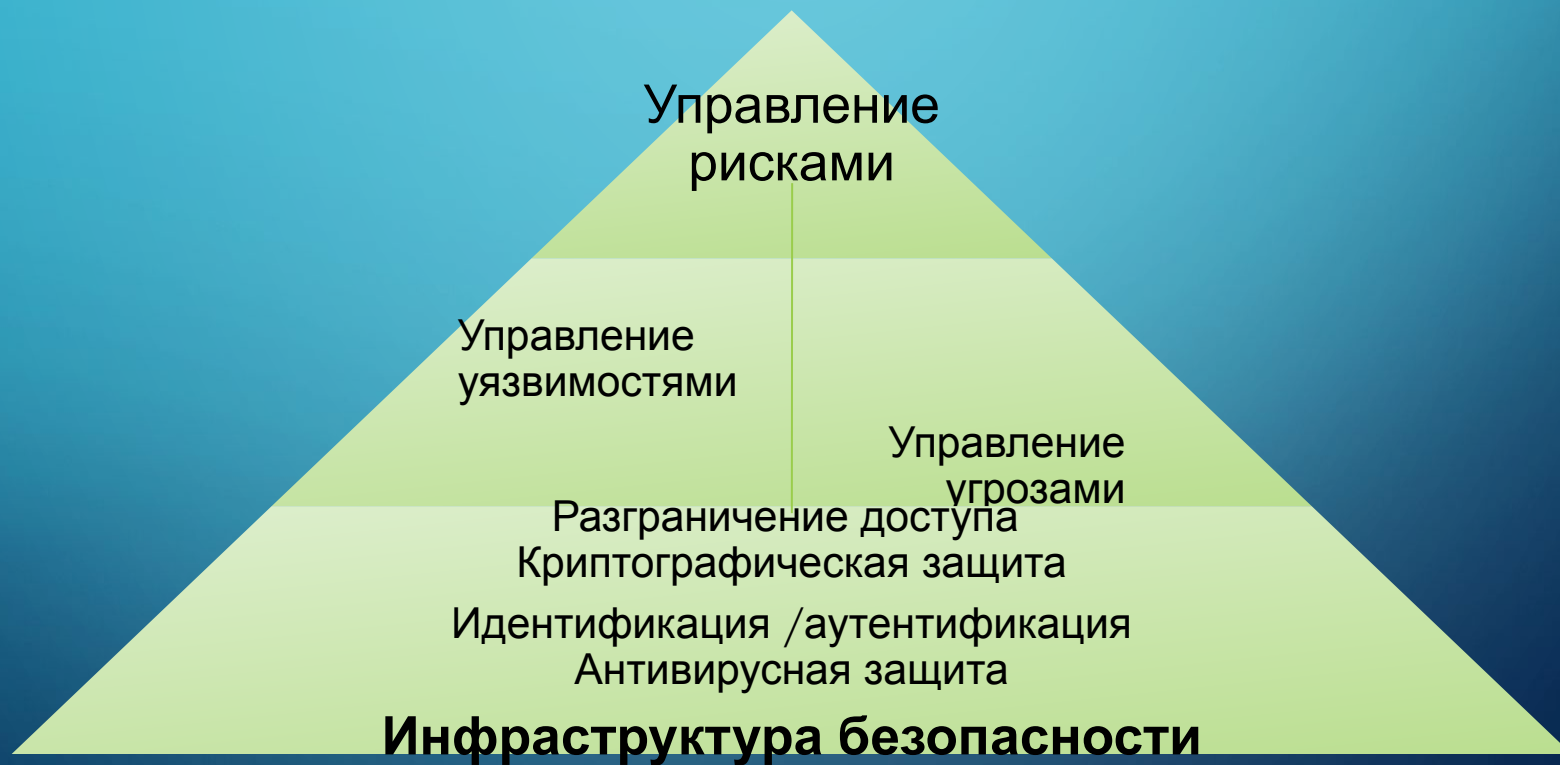 Управление
рисками
Управление
уязвимостями
Управление
угрозами
Разграничение доступа
Криптографическая защита
Идентификация /аутентификация
Антивирусная защита
Инфраструктура безопасности